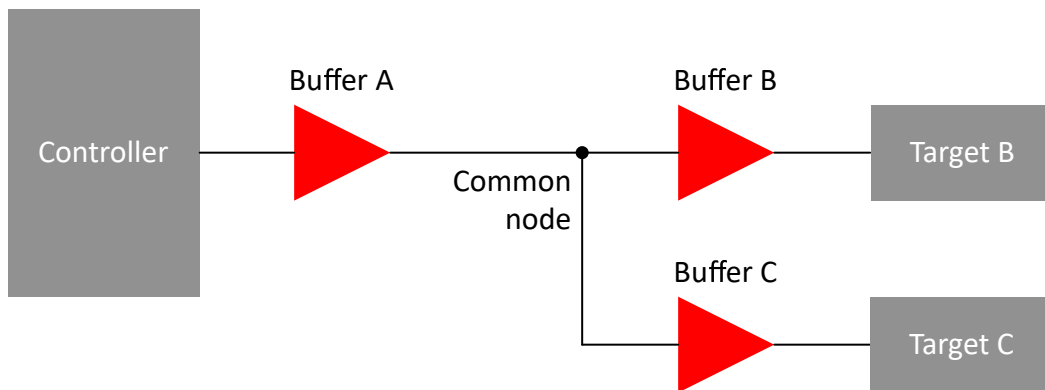 Buffer A
Buffer B
Controller
Target B
Common
node
Buffer C
Target C